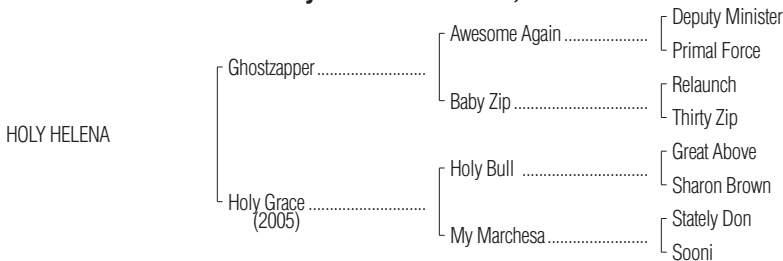 Deputy Minister
Awesome Again
Primal Force
Ghostzapper
Relaunch
Baby Zip
Thirty Zip
HOLY HELENA
Great Above
Holy Bull
Sharon Brown
Holy Grace
(2005)
Stately Don
My Marchesa
Sooni